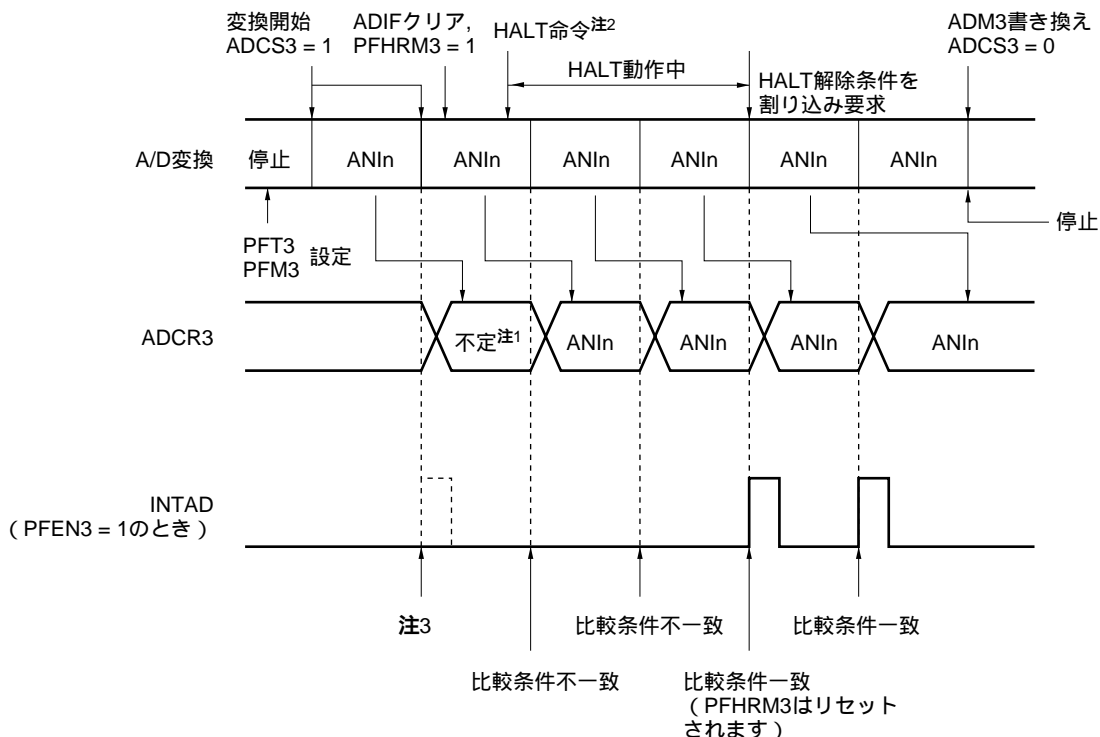 変換開始
ADCS3 = 1
ADIFクリア,
PFHRM3 = 1
HALT命令注2
ADM3書き換え
ADCS3 = 0
HALT動作中
HALT解除条件を
割り込み要求
A/D変換
停止
ANIn
ANIn
ANIn
ANIn
ANIn
ANIn
停止
PFT3
PFM3
設定
ADCR3
不定注1
ANIn
ANIn
ANIn
ANIn
INTAD
(PFEN3 = 1のとき)
注3
比較条件不一致
比較条件一致
比較条件不一致
比較条件一致
(PFHRM3はリセット
されます)